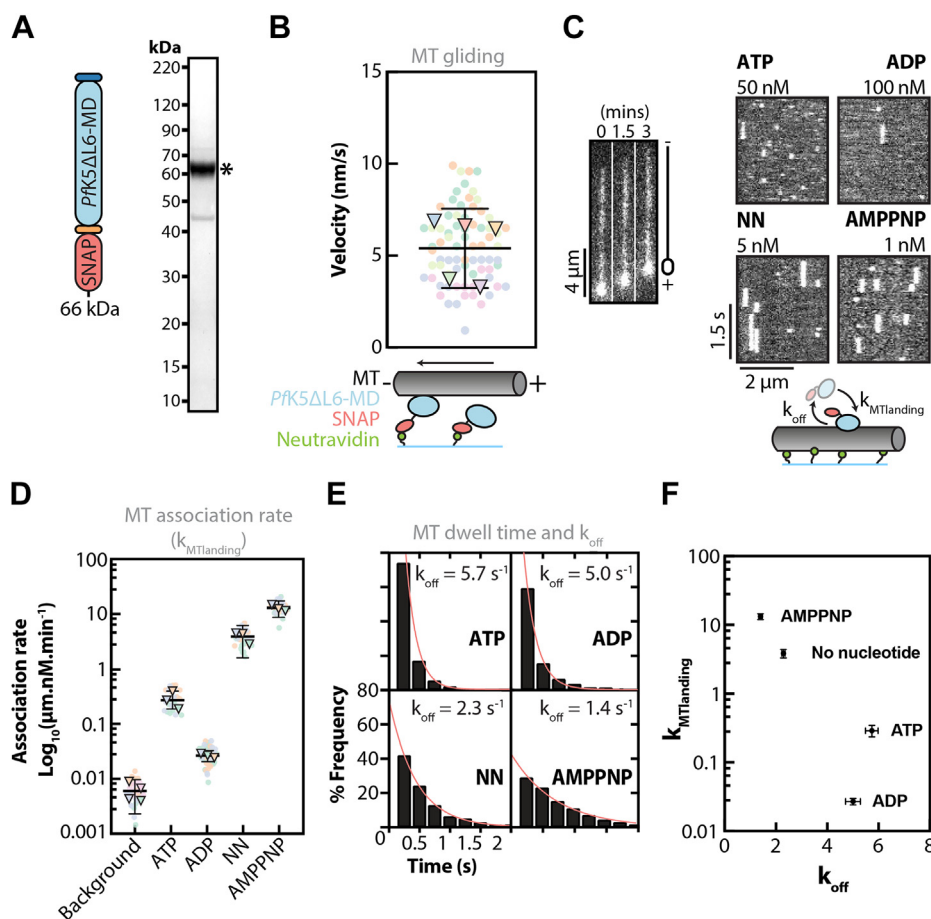 A
kDa
220
120
90
70
60
50
40
30
20
15
10
*
PfK5ΔL6-MD
SNAP
66 kDa
B
MT gliding
Velocity (nm/s)
15
10
5
0
MT
-
+
PfK5ΔL6-MD
SNAP
Neutravidin
C
(mins)
0 1.5 3
-
+
4 μm
ATP
50 nM
ADP
100 nM
NN
5 nM
AMPPNP
1 nM
1.5 s
2 μm
koff
kMTlanding
D
MT association rate
(kMTlanding)
Association rate
Log10(μm.nM.min-1)
100
10
1
0.1
0.01
0.001
Background
ATP
ADP
NN
AMPPNP
E
MT dwell time and koff
koff = 5.7 s-1
ATP
koff = 5.0 s-1
ADP
koff = 2.3 s-1
NN
koff = 1.4 s-1
AMPPNP
% Frequency
80
60
40
20
0
0.5 1 1.5 2
Time (s)
F
kMTlanding
100
10
1
0.1
0.01
AMPPNP
No nucleotide
ATP
ADP
0 2 4 6 8
koff